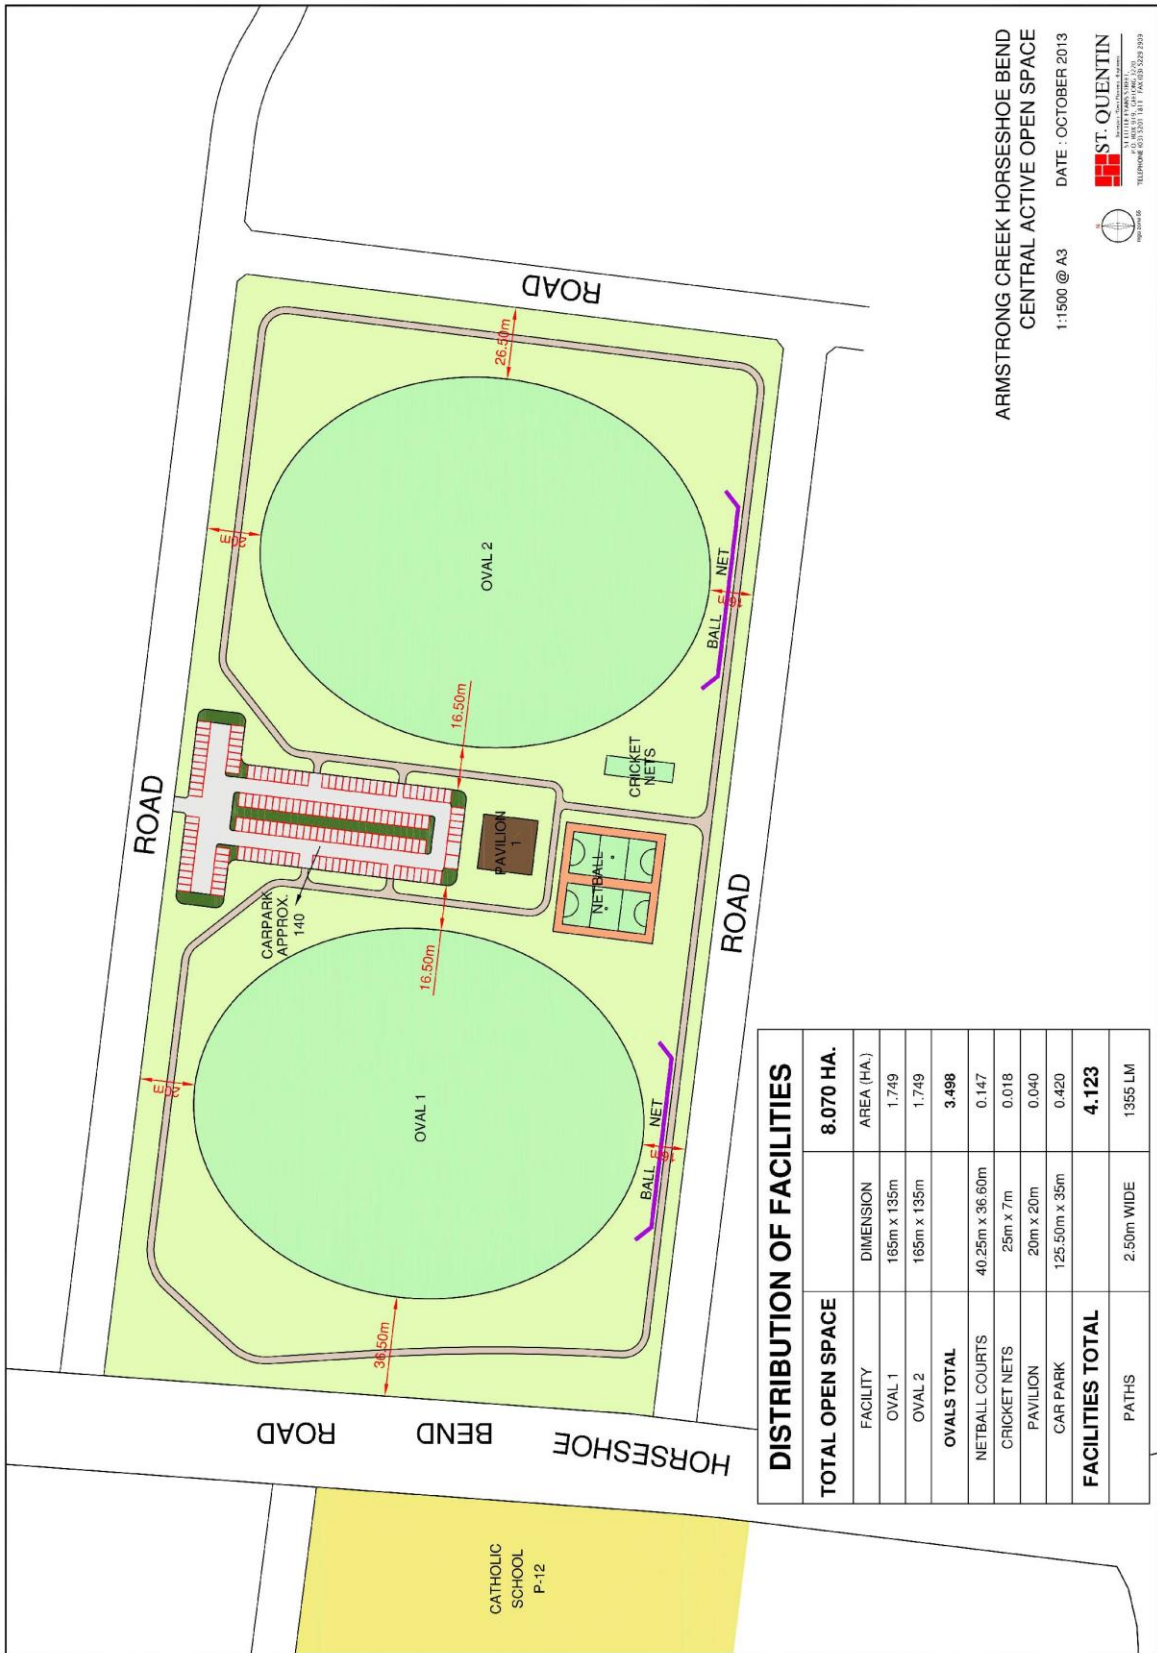 ARMSTRONG CREEK HORSESHOE BEND
CENTRAL ACTIVE OPEN SPACE
1:1500 @ A3
DATE : OCTOBER 2013
ST. QUENTIN
N
ROAD
ROAD
26.50m
20m
OVAL 2
BALL NET
16.50m
CRICKET
NETS
CARPARK
APPROX.
140
PAVILION
1
NETBALL
ROAD
16.50m
20m
OVAL 1
BALL NET
36.50m
HORSESHOE BEND ROAD
CATHOLIC
SCHOOL
P-12
DISTRIBUTION OF FACILITIES
TOTAL OPEN SPACE 8.070 HA.
FACILITY DIMENSION AREA (HA.)
OVAL 1 165m x 135m 1.749
OVAL 2 165m x 135m 1.749
OVALS TOTAL 3.498
NETBALL COURTS 40.25m x 36.60m 0.147
CRICKET NETS 25m x 7m 0.018
PAVILION 20m x 20m 0.040
CAR PARK 125.50m x 35m 0.420
FACILITIES TOTAL 4.123
PATHS 2.50m WIDE 1355 LM